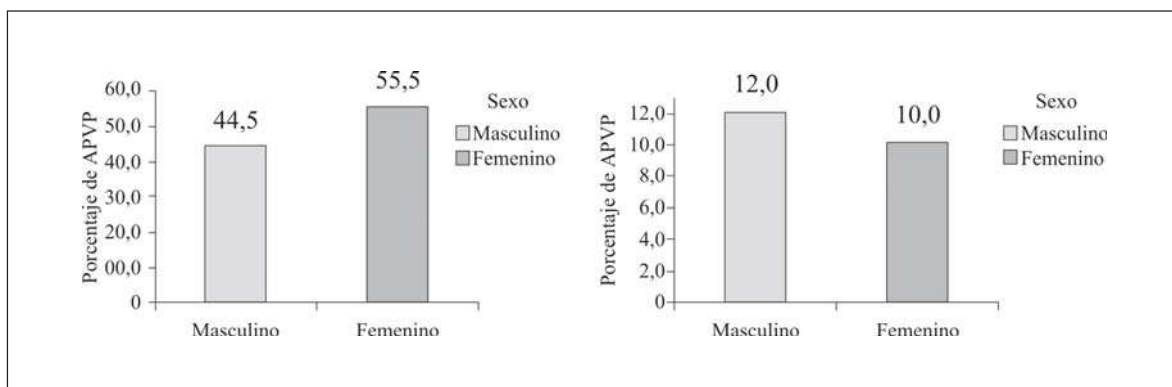 Porcentaje de APVP
60,0
50,0
40,0
30,0
20,0
00,0
0
44,5
55,5
Masculino
Femenino
Sexo
Masculino
Femenino
Porcentaje de APVP
12,0
10,0
8,0
6,0
4,0
2,0
0
12,0
10,0
Masculino
Femenino
Sexo
Masculino
Femenino